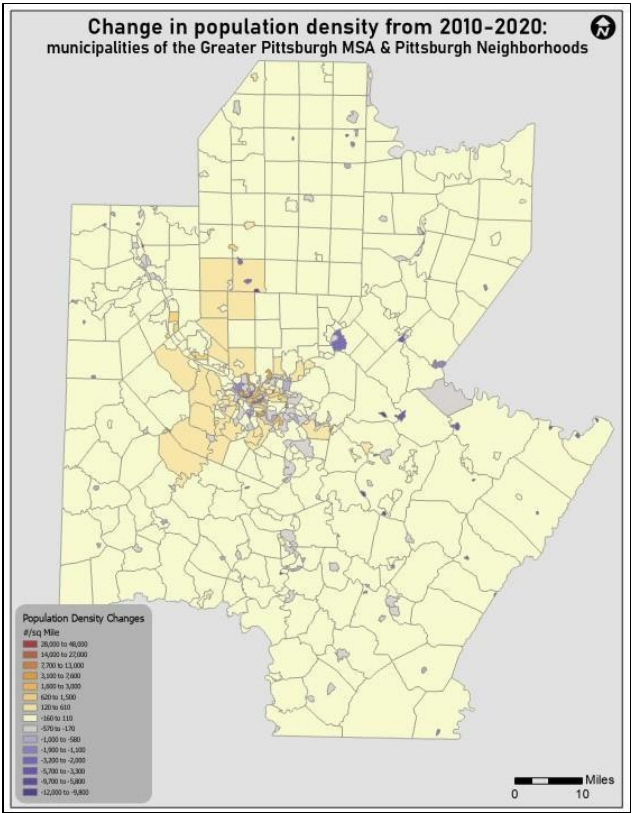 Change in population density from 2010-2020:
municipalities of the Greater Pittsburgh MSA & Pittsburgh Neighborhoods
N
Population Density Changes
#/sq Mile
28,000 to 48,000
14,000 to 27,000
7,700 to 13,000
3,100 to 7,600
1,600 to 3,000
620 to 1,500
120 to 610
-160 to 110
-570 to -170
-1,000 to -580
-1,900 to -1,100
-3,200 to -2,000
-5,700 to -3,300
-9,700 to -5,800
-12,000 to -9,800
Miles
0 10